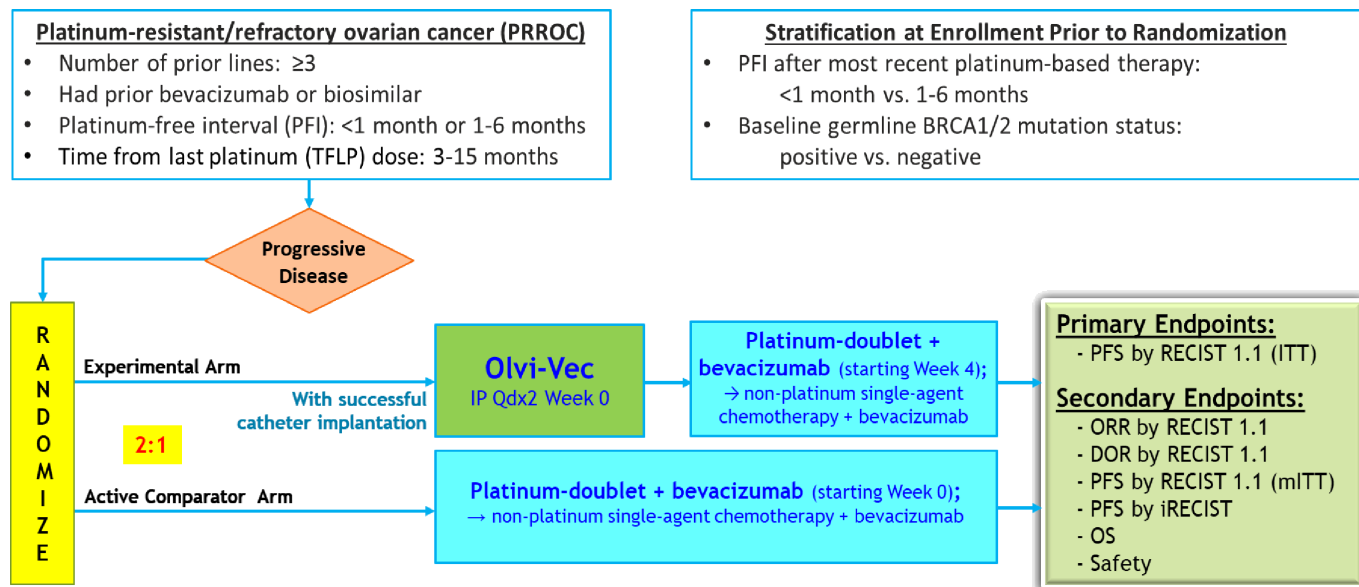 Platinum-resistant/refractory ovarian cancer (PRROC)
• Number of prior lines: ≥3
• Had prior bevacizumab or biosimilar
• Platinum-free interval (PFI): <1 month or 1-6 months
• Time from last platinum (TFLP) dose: 3-15 months
Stratification at Enrollment Prior to Randomization
• PFI after most recent platinum-based therapy:
<1 month vs. 1-6 months
• Baseline germline BRCA1/2 mutation status:
positive vs. negative
Progressive
Disease
R
A
N
D
O
M
I
Z
E
2:1
Experimental Arm
With successful
catheter implantation
Olvi-Vec
IP Qdx2 Week 0
Platinum-doublet +
bevacizumab (starting Week 4);
→ non-platinum single-agent
chemotherapy + bevacizumab
Active Comparator Arm
Platinum-doublet + bevacizumab (starting Week 0);
→ non-platinum single-agent chemotherapy + bevacizumab
Primary Endpoints:
- PFS by RECIST 1.1 (ITT)
Secondary Endpoints:
- ORR by RECIST 1.1
- DOR by RECIST 1.1
- PFS by RECIST 1.1 (mITT)
- PFS by iRECIST
- OS
- Safety